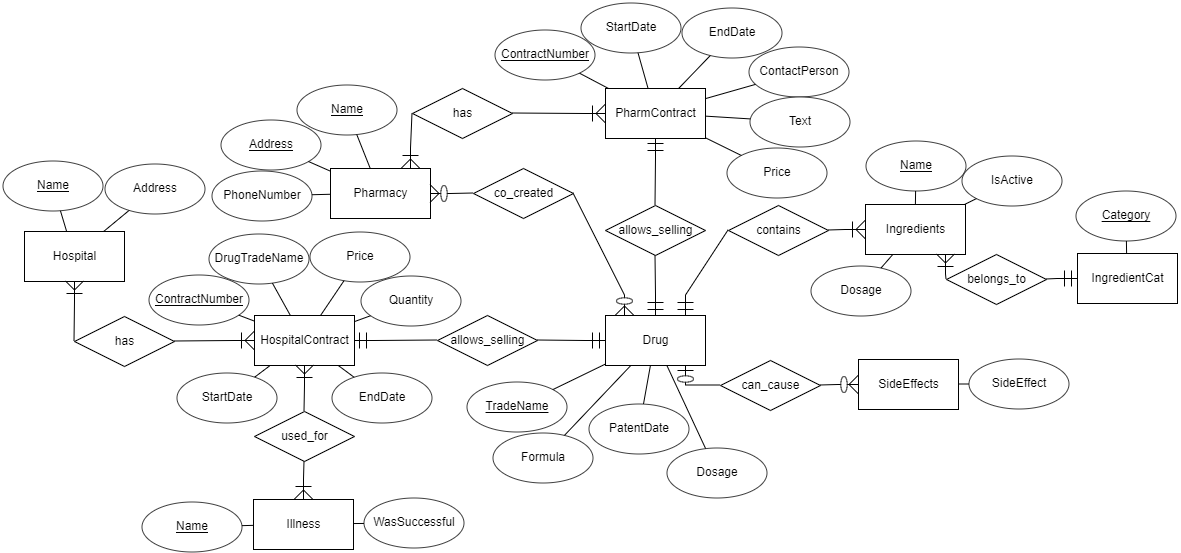 StartDate
EndDate
ContractNumber
ContactPerson
Name
has
PharmContract
Text
Address
Name
Price
Name
IsActive
Name
Address
PhoneNumber
Pharmacy
co_created
Category
allows_selling
contains
Ingredients
Hospital
DrugTradeName
Price
belongs_to
IngredientCat
Dosage
ContractNumber
Quantity
has
HospitalContract
allows_selling
Drug
can_cause
SideEffects
SideEffect
StartDate
EndDate
TradeName
PatentDate
used_for
Formula
Dosage
Name
Illness
WasSuccessful